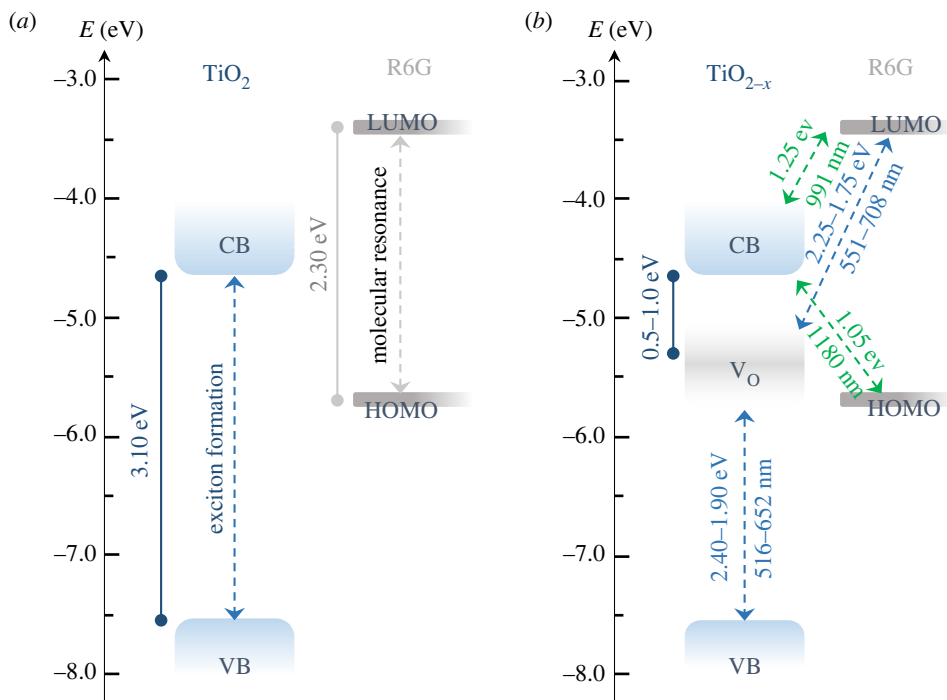 (a)
E (eV)
TiO2
R6G
–3.0
LUMO
–4.0
CB
2.30 eV
molecular resonance
–5.0
HOMO
–6.0
3.10 eV
exciton formation
–7.0
VB
–8.0
(b)
E (eV)
TiO2–x
R6G
–3.0
LUMO
1.25 ev
991 nm
2.25–1.75 eV
551–708 nm
–4.0
CB
0.5–1.0 eV
–5.0
1.05 ev
1180 nm
VO
HOMO
–6.0
2.40–1.90 eV
516–652 nm
–7.0
VB
–8.0